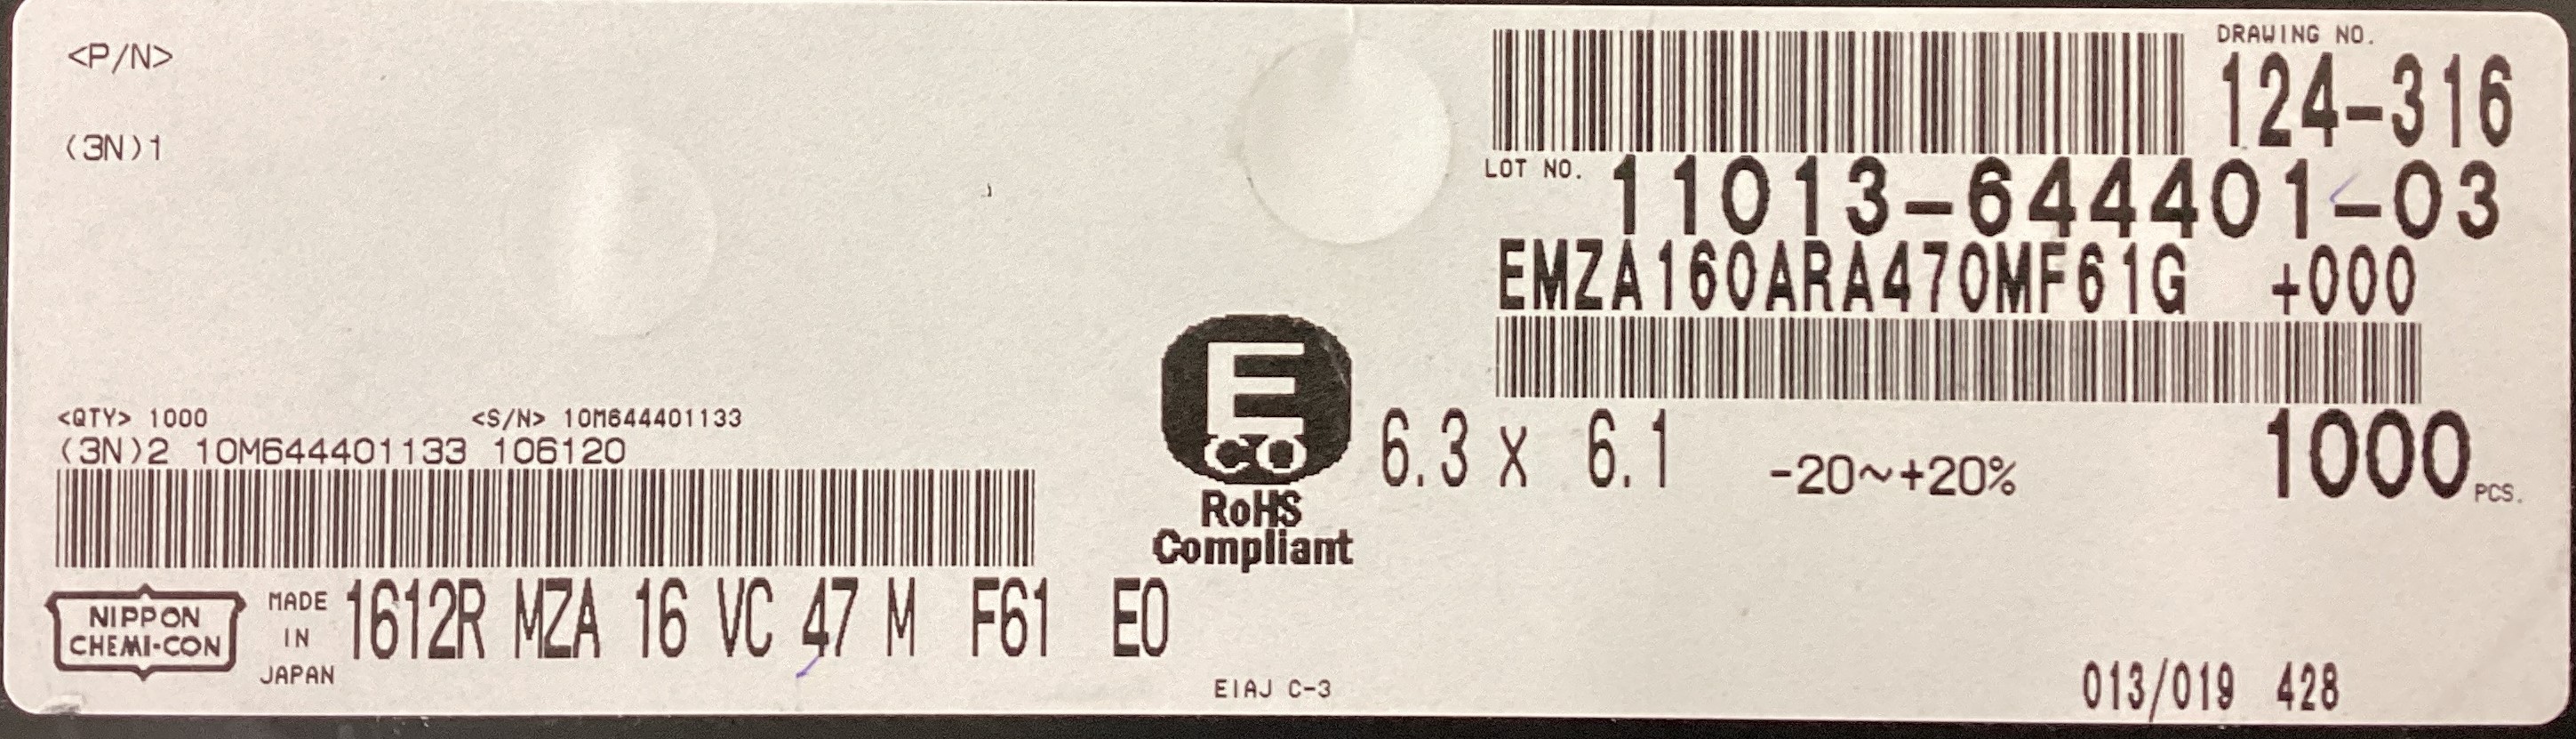 <P/N>
(3N)1
DRAWING NO.
124-316
LOT NO. 11013-644401-03
EMZA160ARA470MF61G +000
<QTY> 1000 <S/N> 10M644401133
(3N)2 10M644401133 106120
E
CO
RoHS
Compliant
6.3 x 6.1 -20~+20% 1000 PCS.
NIPPON
CHEMI-CON
MADE
IN
JAPAN
1612R MZA 16 VC 47 M F61 E0
EIAJ C-3
013/019 428